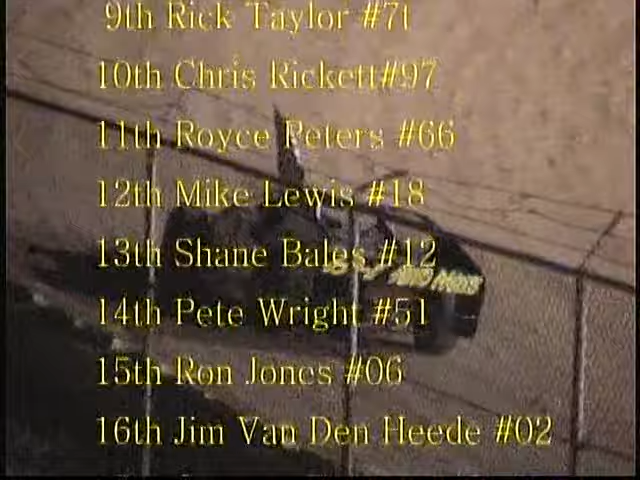 9th Rick Taylor #7t
10th Chris Rickett#97
11th Royce Peters #66
12th Mike Lewis #18
13th Shane Bales #12
14th Pete Wright #51
15th Ron Jones #06
16th Jim Van Den Heede #02